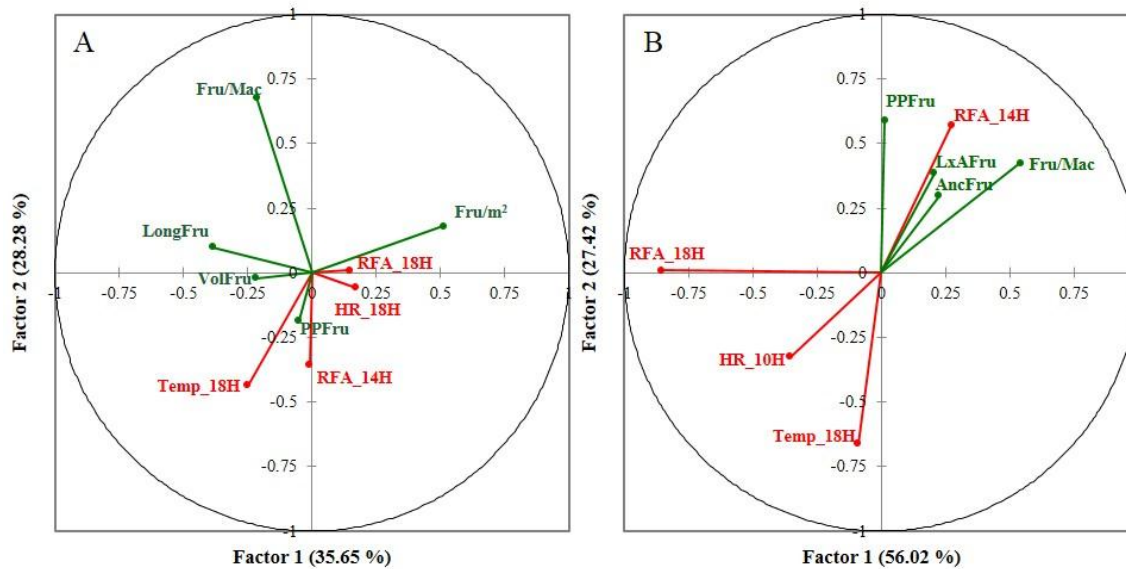 A
1
0.75
Fru/Mac
0.5
Fru/m²
0.25
LongFru
RFA_18H
VolFru
0
-1
-0.75
-0.5
-0.25
0
0.25
0.5
0.75
1
HR_18H
PPFru
-0.25
Temp_18H
RFA_14H
-0.5
-0.75
-1
Factor 2 (28.28 %)
Factor 1 (35.65 %)
B
1
0.75
PPFru
RFA_14H
0.5
LxAFru
Fru/Mac
AncFru
0.25
RFA_18H
0
-1
-0.75
-0.5
-0.25
0
0.25
0.5
0.75
HR_10H
-0.25
-0.5
Temp_18H
-0.75
-1
Factor 2 (27.42 %)
Factor 1 (56.02 %)